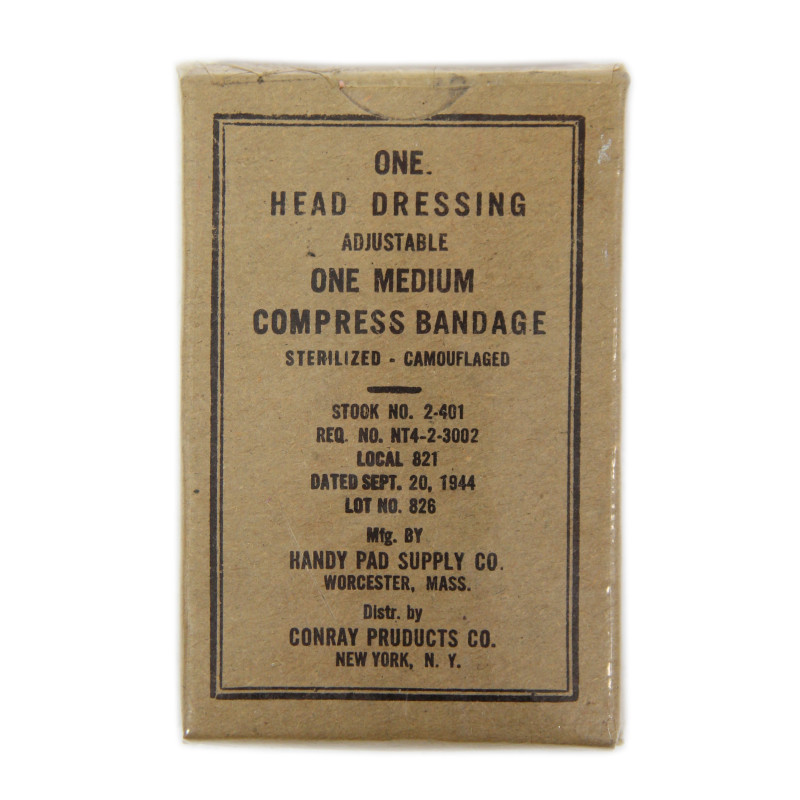 ONE.
HEAD DRESSING
ADJUSTABLE
ONE MEDIUM
COMPRESS BANDAGE
STERILIZED - CAMOUFLAGED
STOOK NO. 2-401
REQ. NO. NT4-2-3002
LOCAL 821
DATED SEPT. 20, 1944
LOT NO. 826
Mfg. BY
HANDY PAD SUPPLY CO.
WORCESTER, MASS.
Distr. by
CONRAY PRUDUCTS CO.
NEW YORK, N. Y.